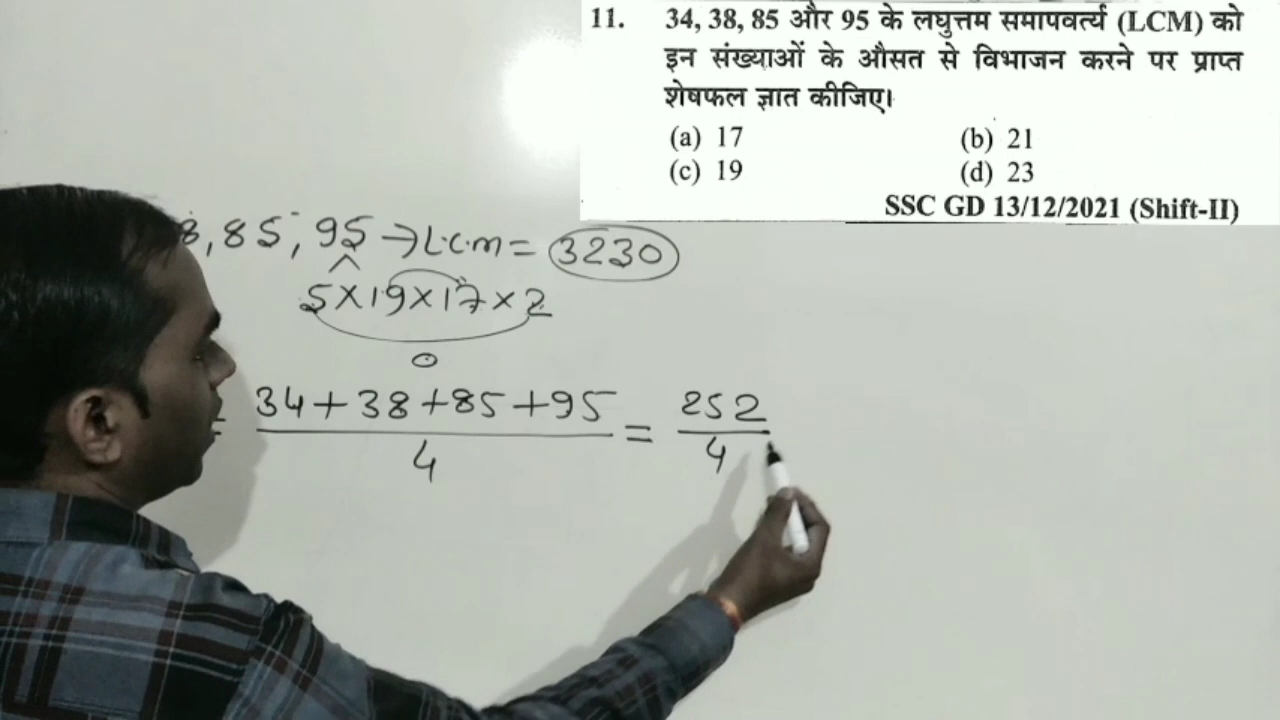 11. 34, 38, 85 और 95 के लघुत्तम समापवर्त्य (LCM) को
इन संख्याओं के औसत से विभाजन करने पर प्राप्त
शेषफल ज्ञात कीजिए।
(a) 17 (b) 21
(c) 19 (d) 23
SSC GD 13/12/2021 (Shift-II)
8, 85, 95 → L.C.M = 3230
5×19×17×2
0
= 34+38+85+95 / 4 = 252 / 4